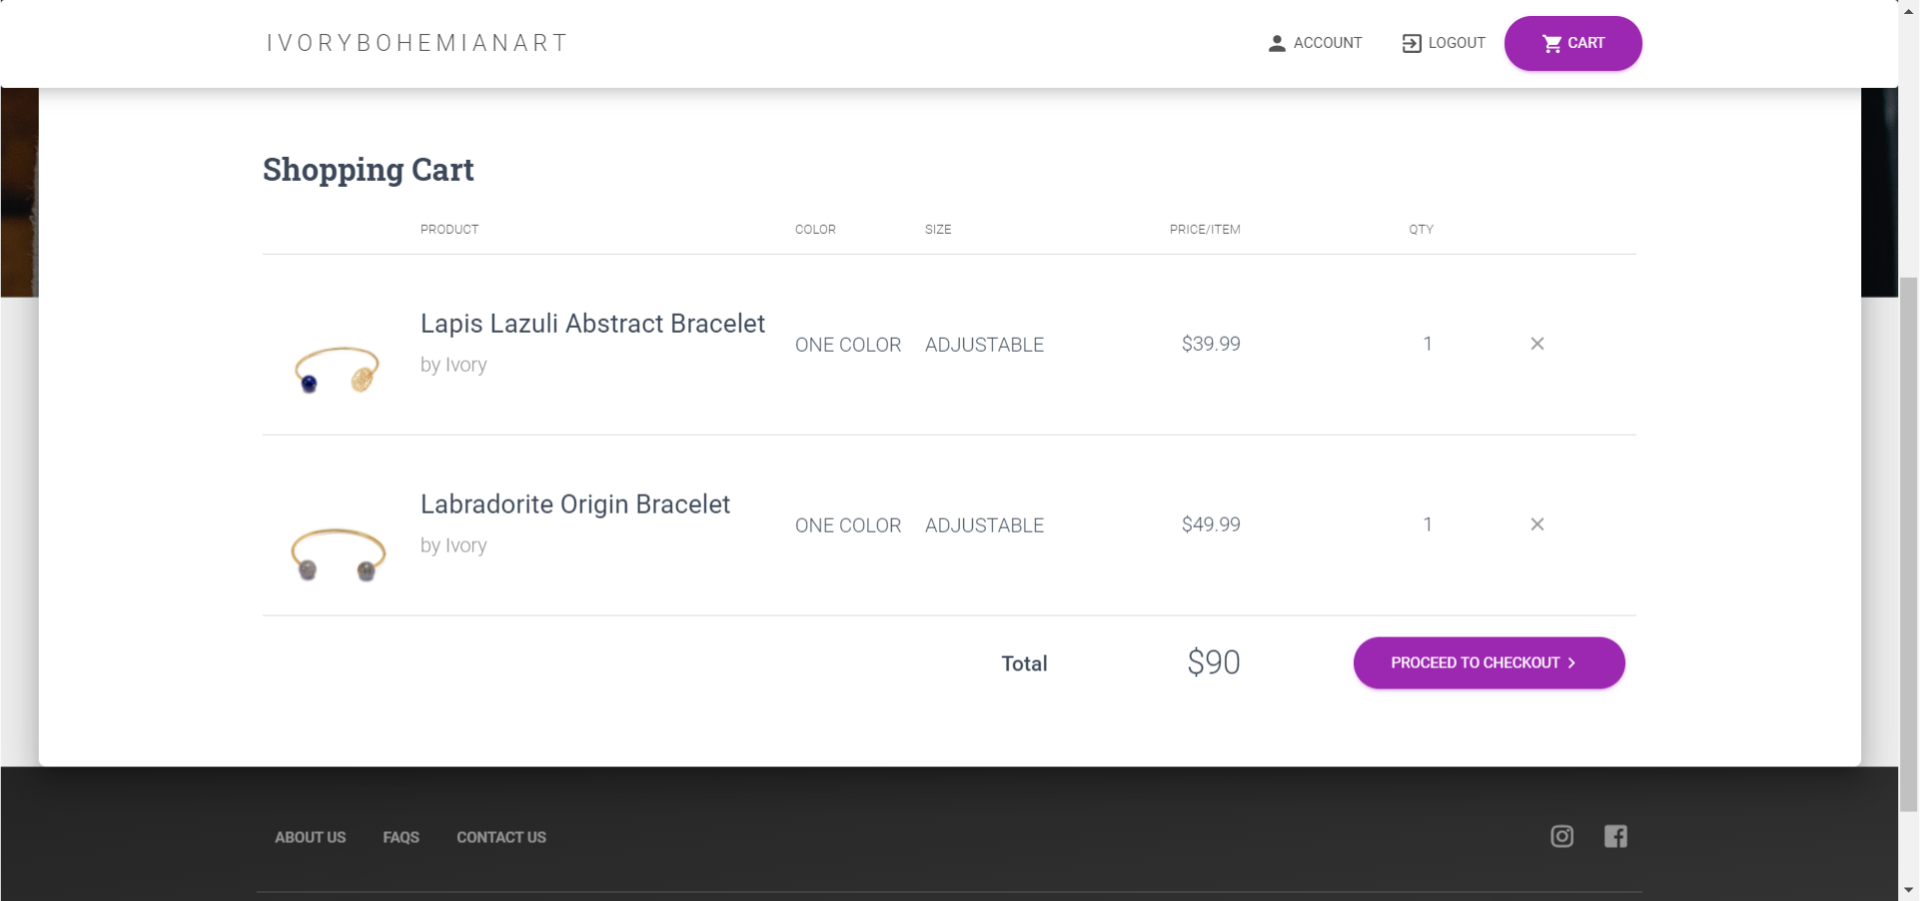 IVORYBOHEMIANART
ACCOUNT LOGOUT CART
Shopping Cart
PRODUCT COLOR SIZE PRICE/ITEM QTY
Lapis Lazuli Abstract Bracelet
by Ivory
ONE COLOR ADJUSTABLE $39.99 1 ×
Labradorite Origin Bracelet
by Ivory
ONE COLOR ADJUSTABLE $49.99 1 ×
Total $90 PROCEED TO CHECKOUT >
ABOUT US FAQS CONTACT US